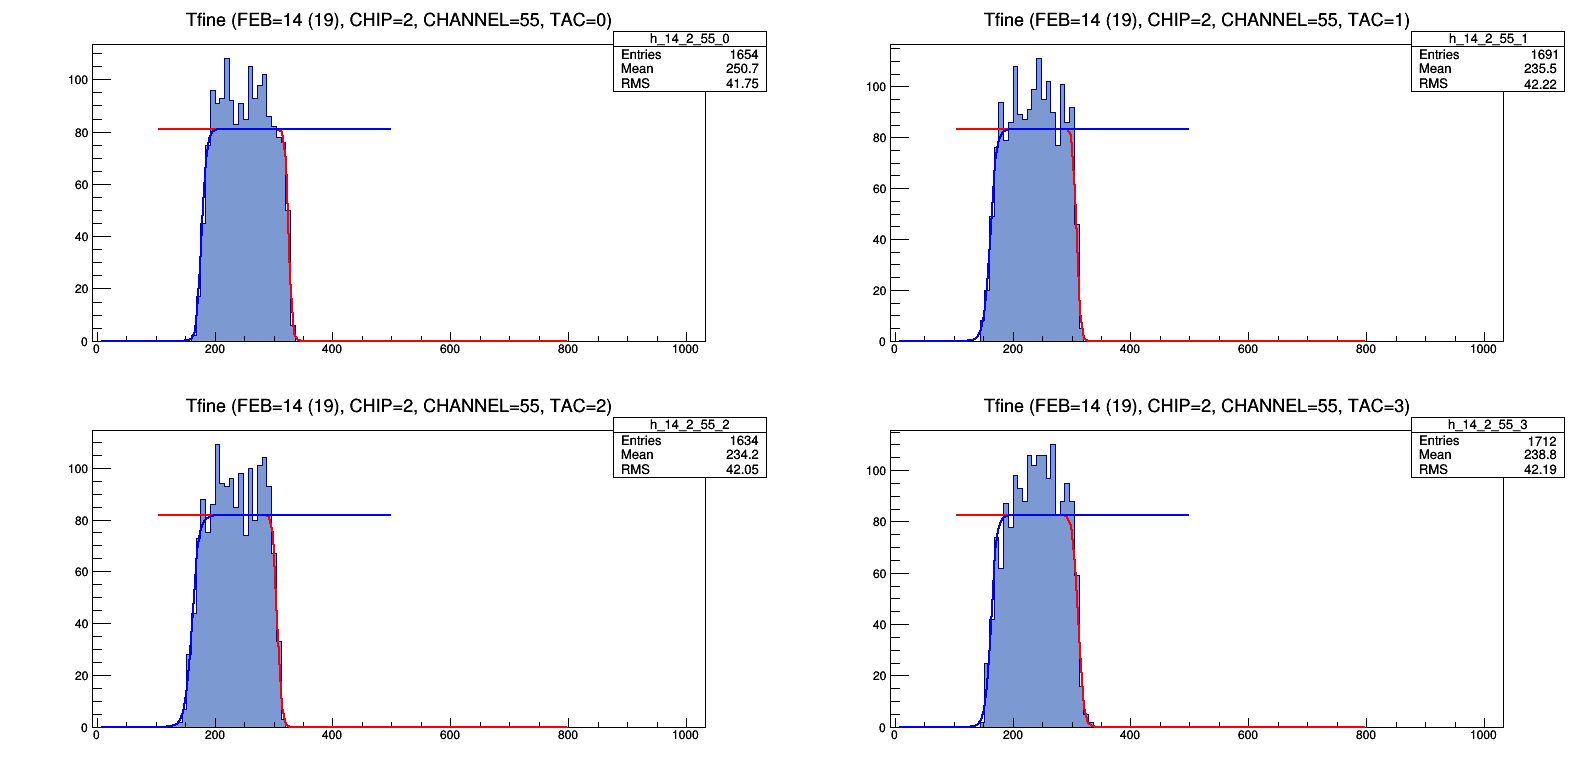 Tfine (FEB=14 (19), CHIP=2, CHANNEL=55, TAC=0)
h_14_2_55_0
Entries 1654
Mean 250.7
RMS 41.75
100
80
60
40
20
0
0 200 400 600 800 1000
Tfine (FEB=14 (19), CHIP=2, CHANNEL=55, TAC=1)
h_14_2_55_1
Entries 1691
Mean 235.5
RMS 42.22
100
80
60
40
20
0
0 200 400 600 800 1000
Tfine (FEB=14 (19), CHIP=2, CHANNEL=55, TAC=2)
h_14_2_55_2
Entries 1634
Mean 234.2
RMS 42.05
100
80
60
40
20
0
0 200 400 600 800 1000
Tfine (FEB=14 (19), CHIP=2, CHANNEL=55, TAC=3)
h_14_2_55_3
Entries 1712
Mean 238.8
RMS 42.19
100
80
60
40
20
0
0 200 400 600 800 1000